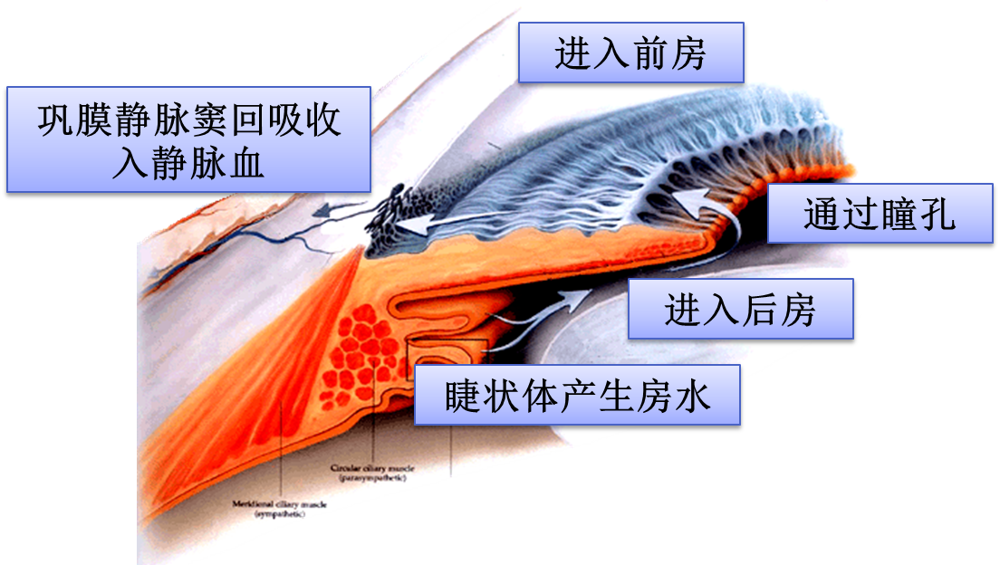 进入前房
巩膜静脉窦回吸收
入静脉血
通过瞳孔
进入后房
睫状体产生房水
Circular ciliary muscle
(parasympathetic)
Meridional ciliary muscle
(sympathetic)